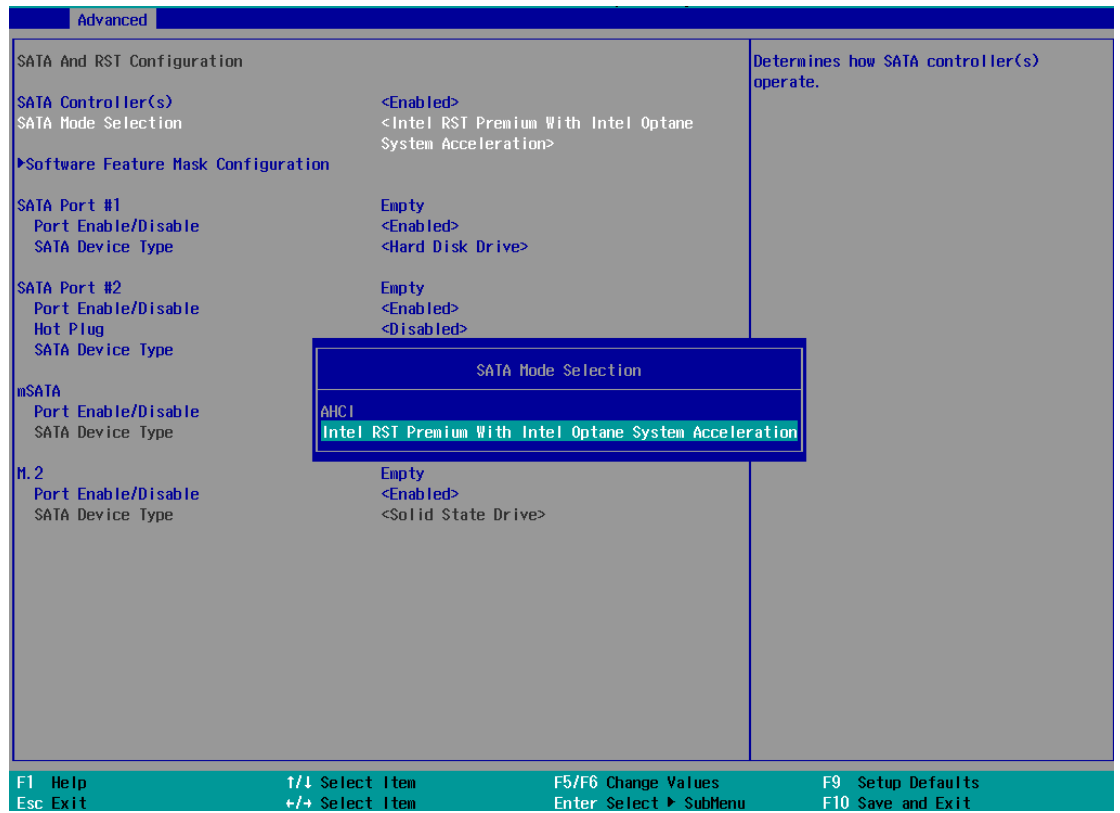 Advanced
SATA And RST Configuration
Determines how SATA controller(s)
operate.
SATA Controller(s) <Enabled>
SATA Mode Selection <Intel RST Premium With Intel Optane
System Acceleration>
▶Software Feature Mask Configuration
SATA Port #1 Empty
Port Enable/Disable <Enabled>
SATA Device Type <Hard Disk Drive>
SATA Port #2 Empty
Port Enable/Disable <Enabled>
Hot Plug <Disabled>
SATA Device Type
mSATA
Port Enable/Disable
SATA Device Type
SATA Mode Selection
AHCI
Intel RST Premium With Intel Optane System Acceleration
M.2 Empty
Port Enable/Disable <Enabled>
SATA Device Type <Solid State Drive>
F1 Help ↑/↓ Select Item F5/F6 Change Values F9 Setup Defaults
Esc Exit ←/→ Select Item Enter Select ▶ SubMenu F10 Save and Exit